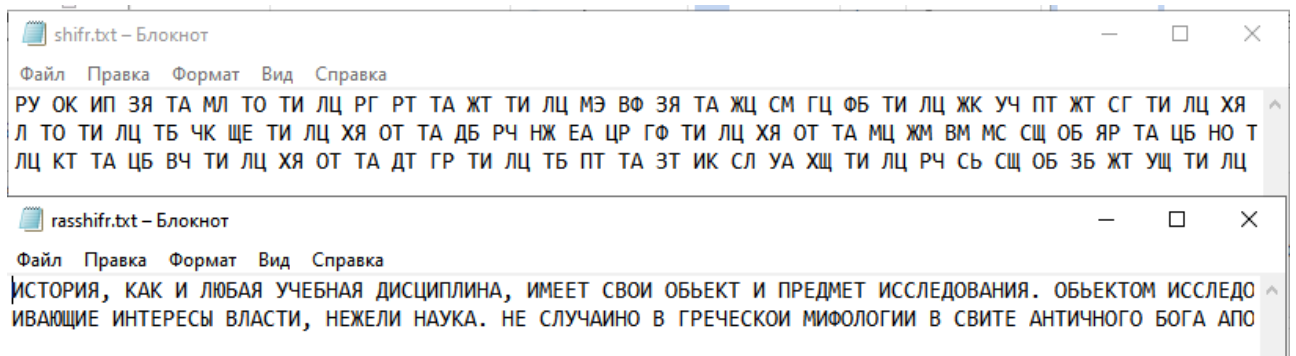 shifr.txt – Блокнот
Файл Правка Формат Вид Справка
РУ ОК ИП ЗЯ ТА МЛ ТО ТИ ЛЦ РГ РТ ТА ЖТ ТИ ЛЦ МЭ ВФ ЗЯ ТА ЖЦ СМ ГЦ ФБ ТИ ЛЦ ЖК УЧ ПТ ЖТ СГ ТИ ЛЦ ХЯ
Л ТО ТИ ЛЦ ТБ ЧК ЩЕ ТИ ЛЦ ХЯ ОТ ТА ДБ РЧ НЖ ЕА ЦР ГФ ТИ ЛЦ ХЯ ОТ ТА МЦ ЖМ ВМ МС СЩ ОБ ЯР ТА ЦБ НО Т
ЛЦ КТ ТА ЦБ ВЧ ТИ ЛЦ ХЯ ОТ ТА ДТ ГР ТИ ЛЦ ТБ ПТ ТА ЗТ ИК СЛ УА ХЩ ТИ ЛЦ РЧ СЬ СЩ ОБ ЗБ ЖТ УЩ ТИ ЛЦ
rasshifr.txt – Блокнот
Файл Правка Формат Вид Справка
ИСТОРИЯ, КАК И ЛЮБАЯ УЧЕБНАЯ ДИСЦИПЛИНА, ИМЕЕТ СВОИ ОБЬЕКТ И ПРЕДМЕТ ИССЛЕДОВАНИЯ. ОБЬЕКТОМ ИССЛЕДО
ИВАЮЩИЕ ИНТЕРЕСЫ ВЛАСТИ, НЕЖЕЛИ НАУКА. НЕ СЛУЧАИНО В ГРЕЧЕСКОИ МИФОЛОГИИ В СВИТЕ АНТИЧНОГО БОГА АПО